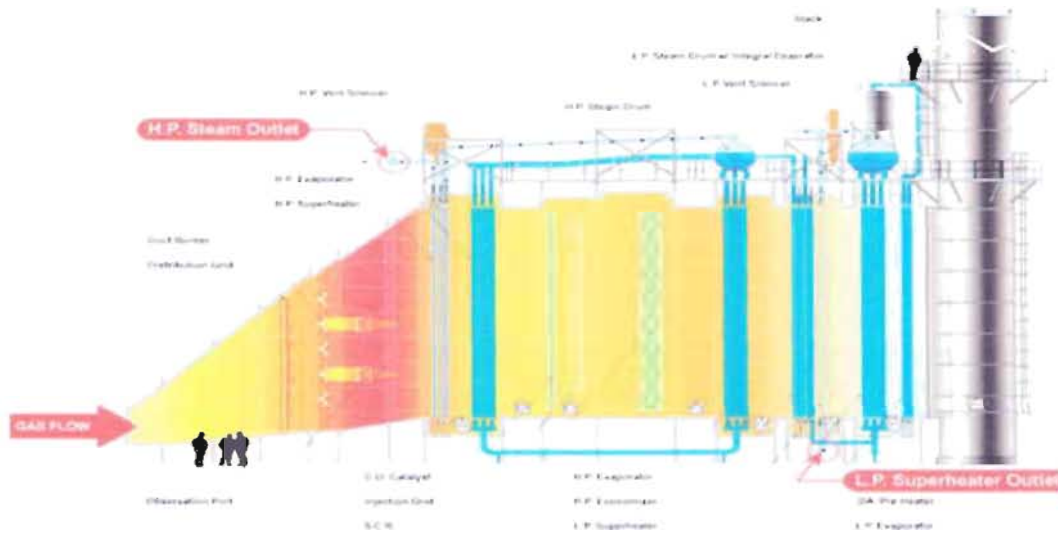 Stack
L.P. Steam Drum w/ Integral Deaerator
L.P. Vent Silencer
H.P. Vent Silencer
H.P. Steam Drum
H.P. Steam Outlet
H.P. Evaporator
H.P. Superheater
Duct Burner
Distribution Grid
GAS FLOW
L.P. Superheater Outlet
Observation Port
C.O. Catalyst
Injection Grid
S.C.R.
H.P. Evaporator
H.P. Economizer
L.P. Superheater
DA Pre Heater
L.P. Evaporator